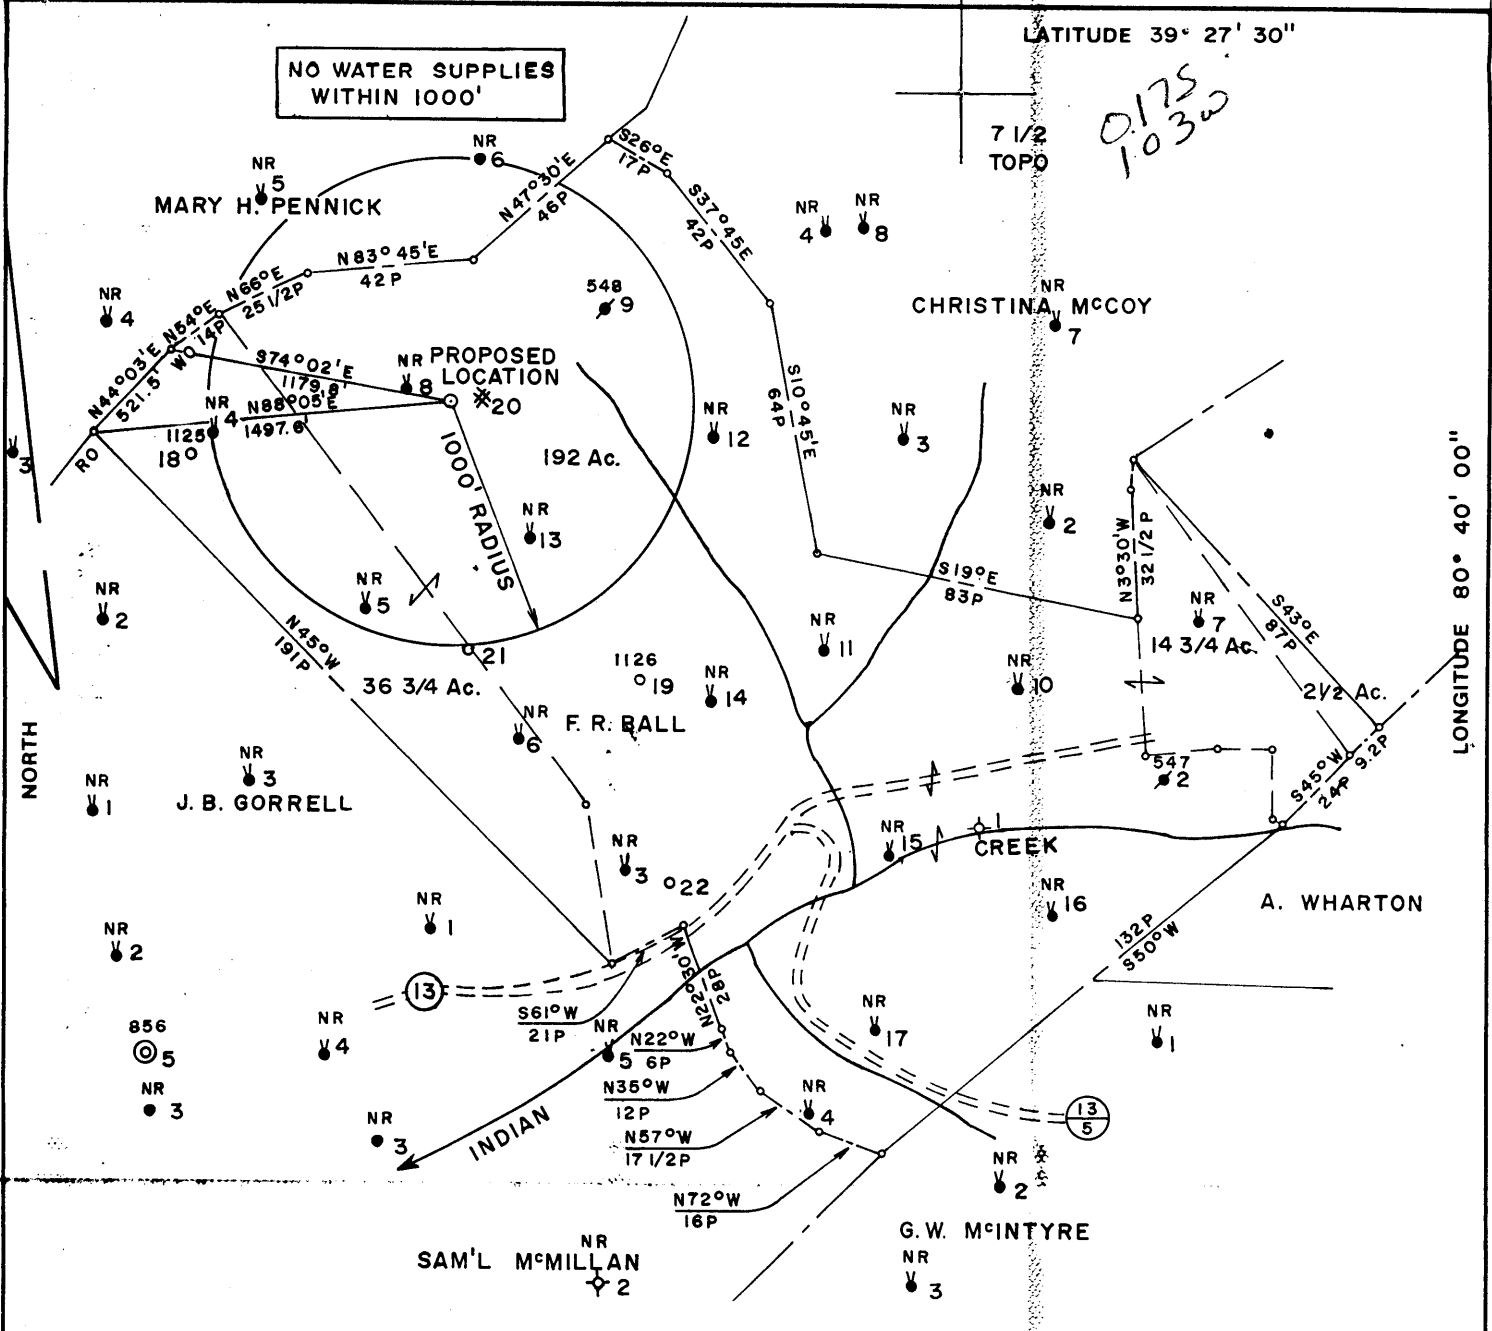 LATITUDE 39° 27' 30"
NO WATER SUPPLIES
WITHIN 1000'
0.175
1.03 W
7 1/2
TOPO
NR
6
NR
5
MARY H. PENNICK
S26°E
17P
N47°30'E
46P
S37°45E
42P
NR
4
NR
8
N83°45'E
42P
N66°E
25 1/2P
548
9
NR
4
N54°E
14P
CHRISTINA McCOY
NR
7
N44°03'E
521.5'
WO
S74°02'E
1179.8'
NR
8
PROPOSED
LOCATION
#20
S10°45'E
64P
N88°05'E
1497.6'
NR
4
1125
18
RO
3
NR
12
NR
3
192 Ac.
1000' RADIUS
NR
13
NR
2
LONGITUDE 80° 40' 00"
N3°30'W
32 1/2 P
S19°E
83P
NR
5
NR
2
S43°E
87P
NR
7
14 3/4 Ac.
N45°W
191P
21
NR
11
1126
19
NR
14
NR
10
2 1/2 Ac.
36 3/4 Ac.
F. R. BALL
NR
6
NORTH
NR
3
NR
1
J. B. GORRELL
547
2
S45°W
24P
9.2P
NR
15
1
CREEK
NR
3
22
NR
16
A. WHARTON
NR
1
NR
2
132P
S50°W
13
N22°30'W
28P
S61°W
21P
NR
17
NR
1
856
5
NR
4
NR
5
N22°W
6P
NR
3
N35°W
12P
NR
4
13
5
NR
3
INDIAN
N57°W
17 1/2P
NR
2
N72°W
16P
G. W. McINTYRE
NR
3
SAM'L McMILLAN
NR
2